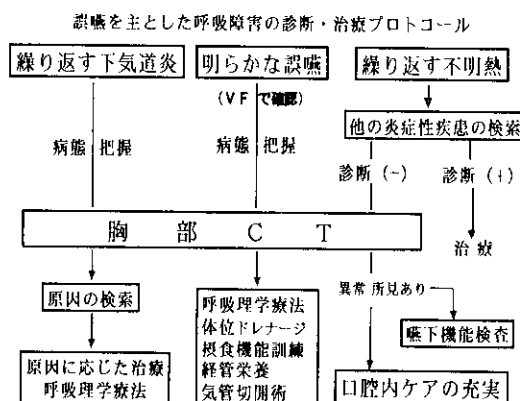 誤嚥を主とした呼吸障害の診断・治療プロトコール
繰り返す下気道炎
明らかな誤嚥
繰り返す不明熱
(VFで確認)
他の炎症性疾患の検索
病態 把握
病態 把握
診断(-)
診断(+)
胸部CT
治療
原因の検索
異常所見あり
呼吸理学療法
体位ドレナージ
摂食機能訓練
経管栄養
気管切開術
嚥下機能検査
原因に応じた治療
呼吸理学療法
口腔内ケアの充実